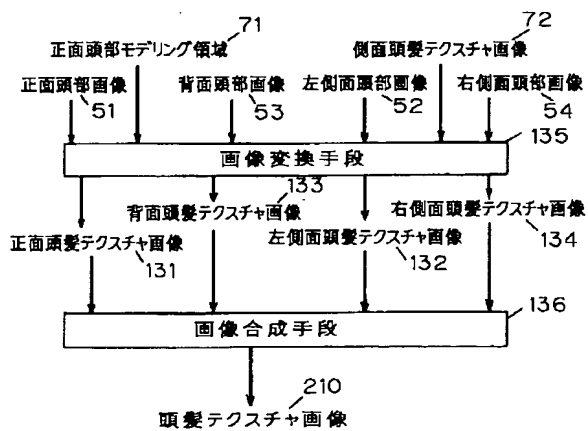 71
72
正面頭部モデリング領域
側面頭髪テクスチャ画像
正面頭部画像
背面頭部画像
左側面頭部画像
右側面頭部画像
51
53
52
54
135
画像変換手段
133
背面頭髪テクスチャ画像
右側面頭髪テクスチャ画像
正面頭髪テクスチャ画像
左側面頭髪テクスチャ画像
131
132
134
136
画像合成手段
210
頭髪テクスチャ画像